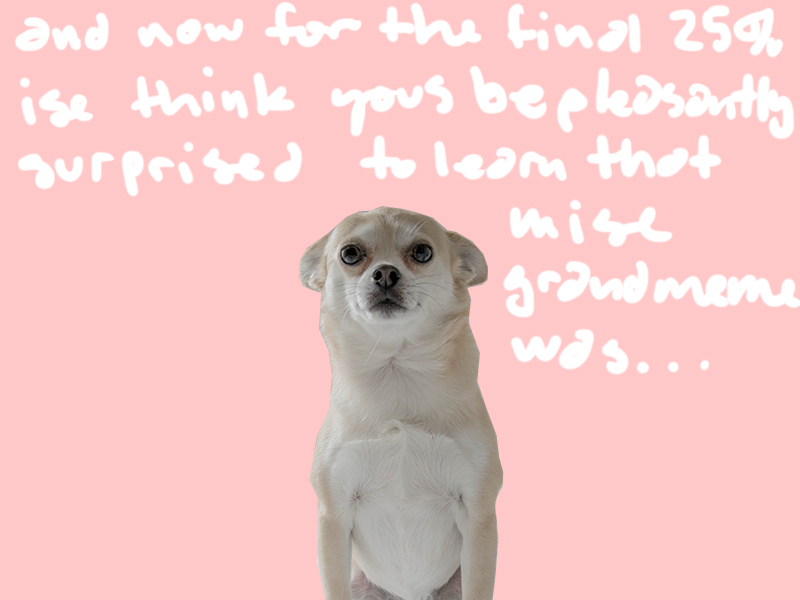 and now for the final 25%
ise think yous be pleasantly
surprised to learn that
mise
grandmeme
was...